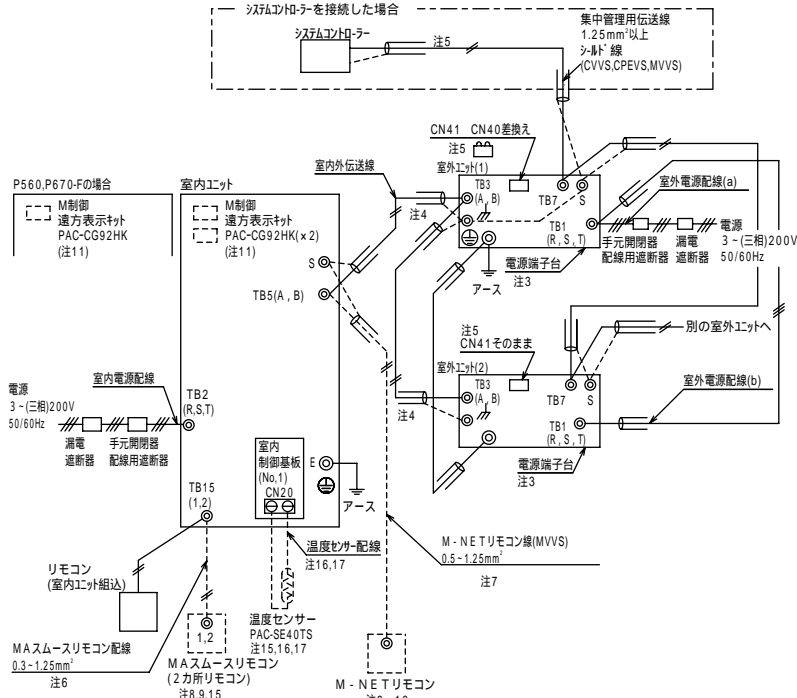 システムコントローラーを接続した場合
システムコントローラー
注5
集中管理用伝送線
1.25mm²以上
シールド線
(CVVS,CPEVS,MVVS)
CN41 CN40差換え
注5
室外ユニット(1)
TB3
(A,B)
TB7
S
TB1
(R,S,T)
アース
電源端子台
注3
室内外伝送線
注4
室外電源配線(a)
電源
3~(三相)200V
50/60Hz
手元開閉器
配線用遮断器
漏電
遮断器
P560,P670-Fの場合
M制御
遠方表示キット
PAC-CG92HK
(注11)
室内ユニット
M制御
遠方表示キット
PAC-CG92HK(×2)
(注11)
S
TB5(A,B)
注5
CN41そのまま
室外ユニット(2)
TB3
(A,B)
TB7
S
TB1
(R,S,T)
電源端子台
注3
注4
別の室外ユニットへ
室外電源配線(b)
電源
3~(三相)200V
50/60Hz
室内電源配線
漏電
遮断器
手元開閉器
配線用遮断器
TB2
(R,S,T)
室内
制御基板
(No,1)
CN20
E
アース
TB15
(1,2)
リモコン
(室内ユニット組込)
温度センサー配線
注16,17
M-NETリモコン線(MVVS)
0.5~1.25mm²
注7
MAスムースリモコン配線
0.3~1.25mm²
注6
1,2
MAスムースリモコン
(2カ所リモコン)
注8,9,15
温度センサー
PAC-SE40TS
注15,16,17
M-NETリモコン